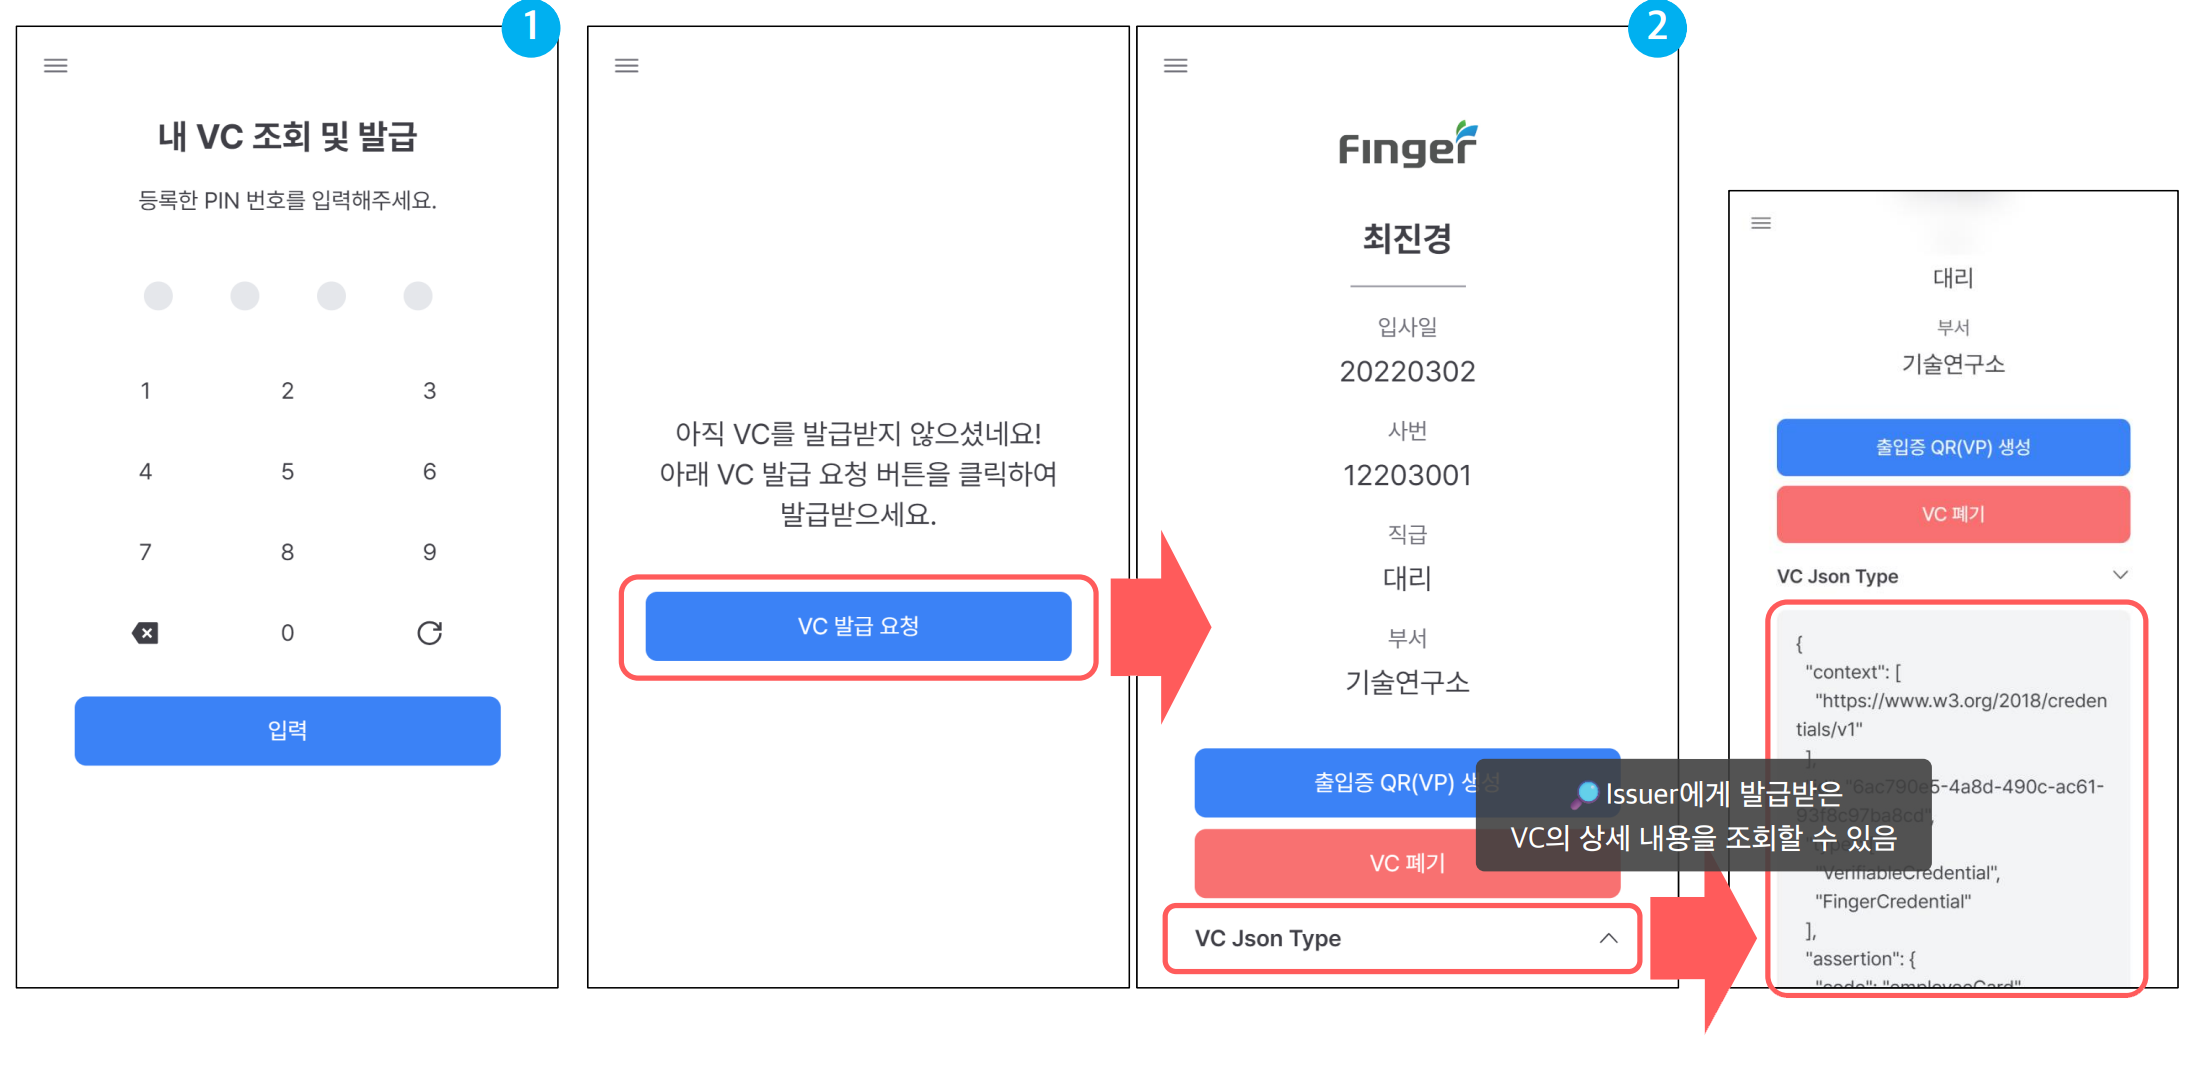 1
내 VC 조회 및 발급
등록한 PIN 번호를 입력해주세요.
1 2 3
4 5 6
7 8 9
0
입력
아직 VC를 발급받지 않으셨네요!
아래 VC 발급 요청 버튼을 클릭하여
발급받으세요.
VC 발급 요청
2
Finger
최진경
입사일
20220302
사번
12203001
직급
대리
부서
기술연구소
출입증 QR(VP) 생성
VC 폐기
VC Json Type
🔎 Issuer에게 발급받은
VC의 상세 내용을 조회할 수 있음
대리
부서
기술연구소
출입증 QR(VP) 생성
VC 폐기
VC Json Type
{
"context": [
"https://www.w3.org/2018/creden
tials/v1"
],
"6ac790e5-4a8d-490c-ac61-
93f8c97ba8cd",
"VerifiableCredential",
"FingerCredential"
],
"assertion": {
"code": "employeeCard"